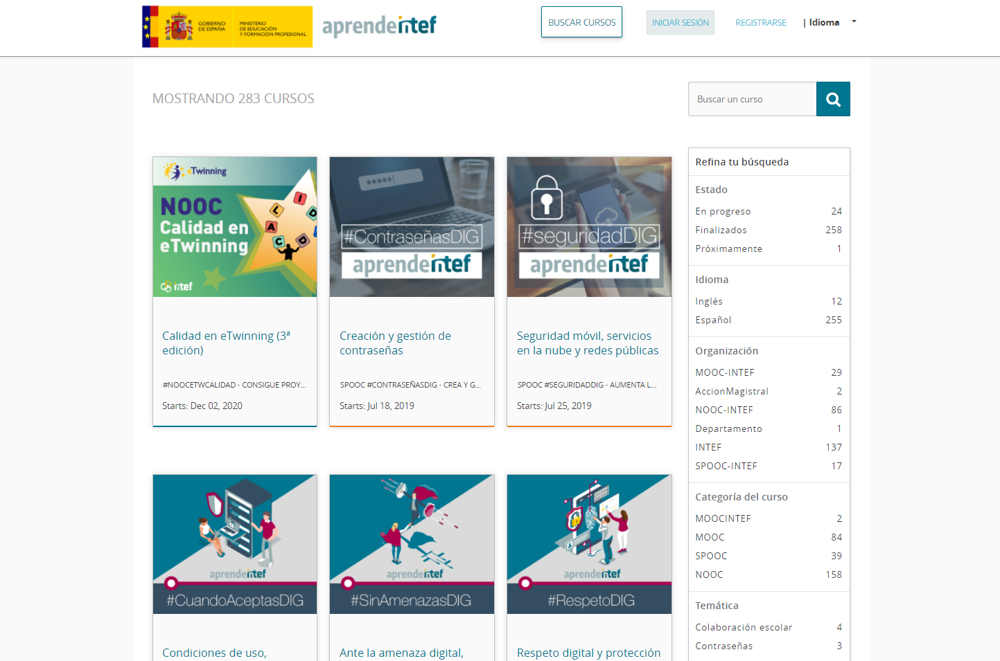 GOBIERNO
DE ESPAÑA
MINISTERIO
DE EDUCACIÓN
Y FORMACIÓN PROFESIONAL
aprendeintef
BUSCAR CURSOS
INICIAR SESIÓN
REGISTRARSE
| Idioma
MOSTRANDO 283 CURSOS
Buscar un curso
eTwinning
NOOC
Calidad en
eTwinning
L I D A A C D
intef
Calidad en eTwinning (3ª
edición)
#NOOCETWCALIDAD - CONSIGUE PROY...
Starts: Dec 02, 2020
*****|
#ContraseñasDIG
aprendeintef
Creación y gestión de
contraseñas
SPOOC #CONTRASEÑASDIG - CREA Y G...
Starts: Jul 18, 2019
#seguridadDIG
aprendeintef
Seguridad móvil, servicios
en la nube y redes públicas
SPOOC #SEGURIDADDIG - AUMENTA L...
Starts: Jul 25, 2019
aprendeintef
#CuandoAceptasDIG
Condiciones de uso,
aprendeintef
#SinAmenazasDIG
Ante la amenaza digital,
aprendeintef
#RespetoDIG
Respeto digital y protección
Refina tu búsqueda
Estado
En progreso 24
Finalizados 258
Próximamente 1
Idioma
Inglés 12
Español 255
Organización
MOOC-INTEF 29
AccionMagistral 2
NOOC-INTEF 86
Departamento 1
INTEF 137
SPOOC-INTEF 17
Categoría del curso
MOOCINTEF 2
MOOC 84
SPOOC 39
NOOC 158
Temática
Colaboración escolar 4
Contraseñas 3